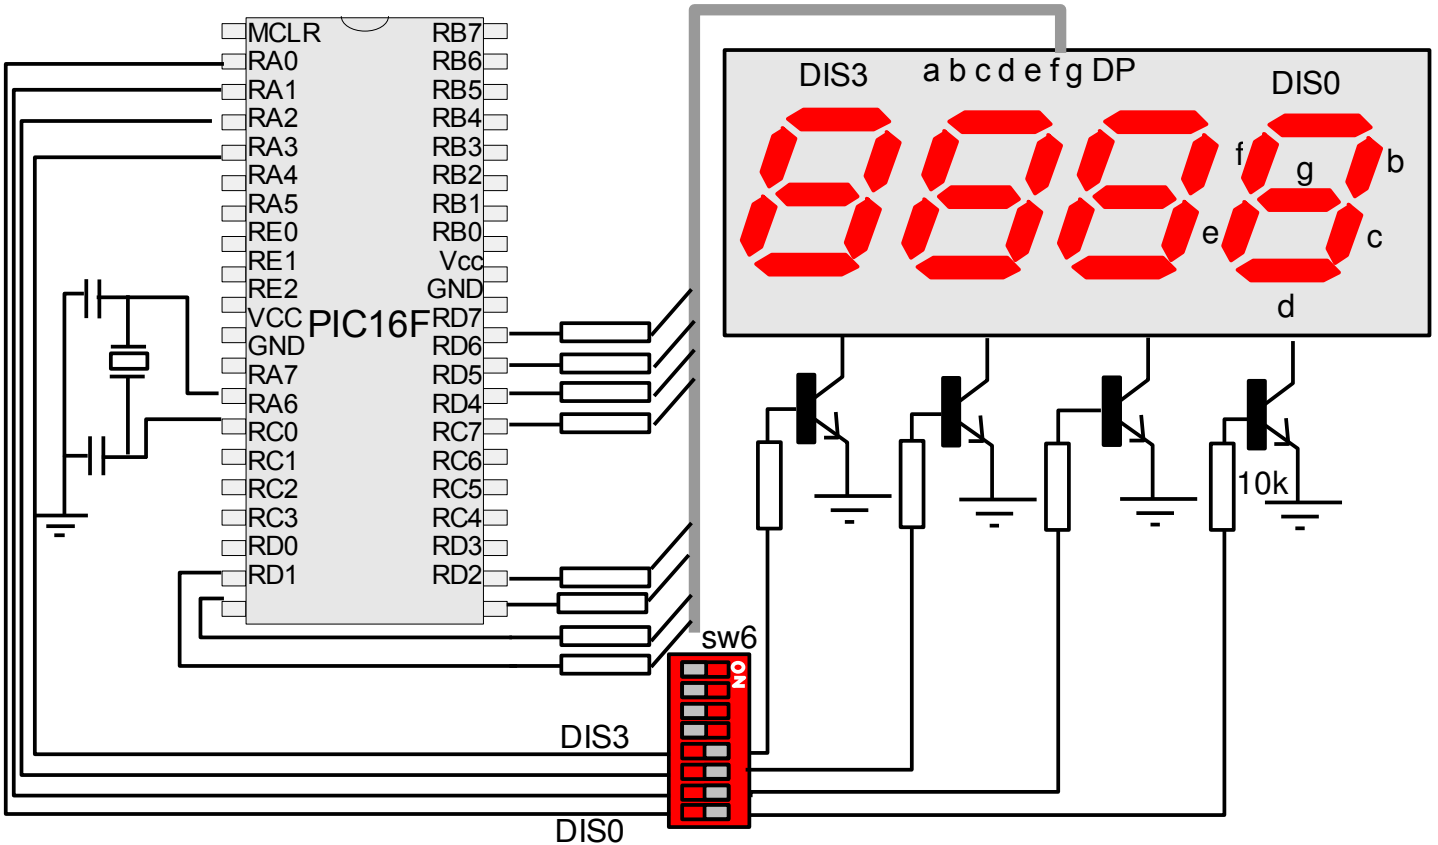 MCLR RB7
RA0 RB6
RA1 RB5
RA2 RB4
RA3 RB3
RA4 RB2
RA5 RB1
RE0 RB0
RE1 Vcc
RE2 GND
VCC PIC16F RD7
GND RD6
RA7 RD5
RA6 RD4
RC0 RC7
RC1 RC6
RC2 RC5
RC3 RC4
RD0 RD3
RD1 RD2
DIS3 a b c d e f g DP DIS0
f b
g
e c
d
10k
sw6
ON
DIS3
DIS0